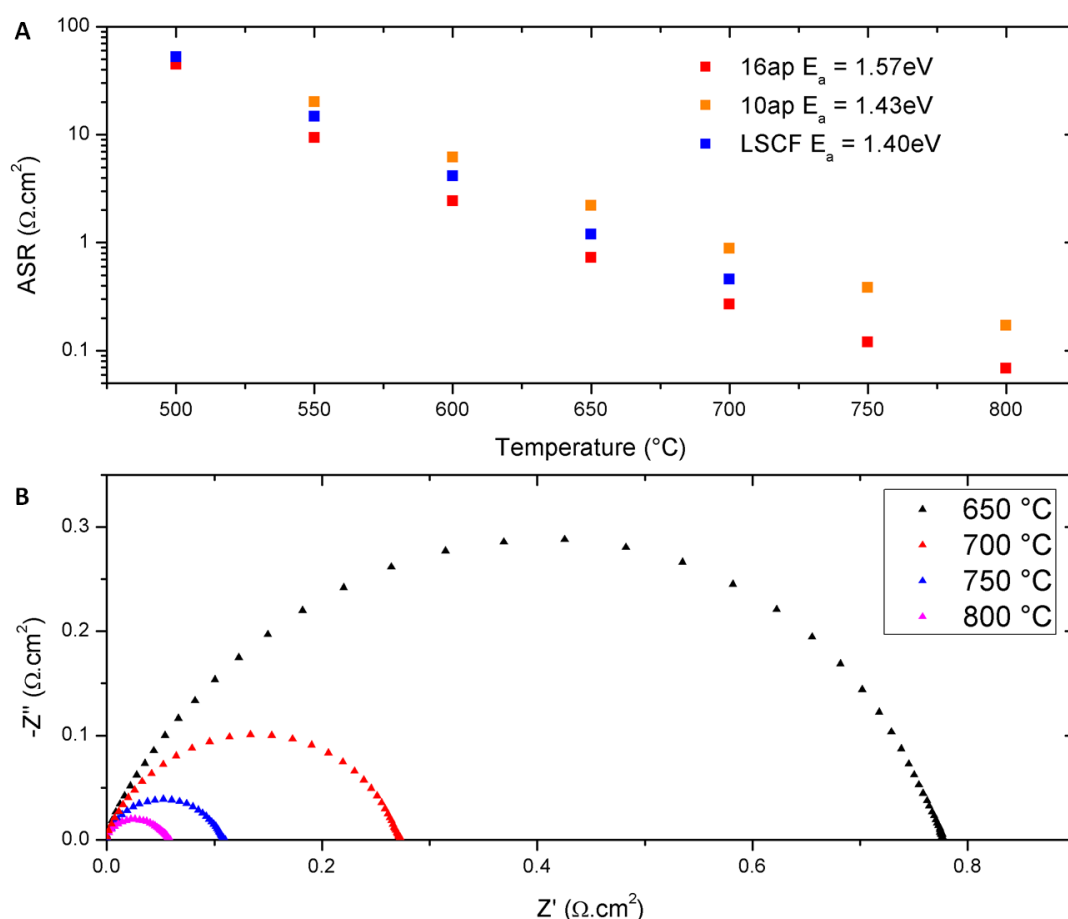 A
100
10
1
0.1
ASR (Ω.cm²)
16ap Eₐ = 1.57eV
10ap Eₐ = 1.43eV
LSCF Eₐ = 1.40eV
500 550 600 650 700 750 800
Temperature (°C)
B
0.3
0.2
0.1
0.0
-Z'' (Ω.cm²)
650 °C
700 °C
750 °C
800 °C
0.0 0.2 0.4 0.6 0.8
Z' (Ω.cm²)